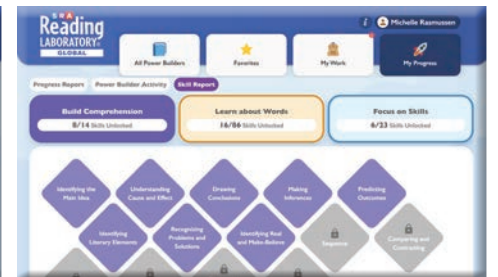 SRA
Reading
LABORATORY
GLOBAL
i Michelle Rasmussen
All Power Builders
Favorites
My Work
My Progress
Progress Report Power Builder Activity Skill Report
Build Comprehension
8/14 Skills Unlocked
Learn about Words
16/86 Skills Unlocked
Focus on Skills
6/23 Skills Unlocked
Identifying the
Main Idea
Understanding
Cause and Effect
Drawing
Conclusions
Making
Inferences
Predicting
Outcomes
Identifying
Literary Elements
Recognizing
Problems and
Solutions
Identifying Real
and Make-Believe
Sequence
Comparing and
Contrasting